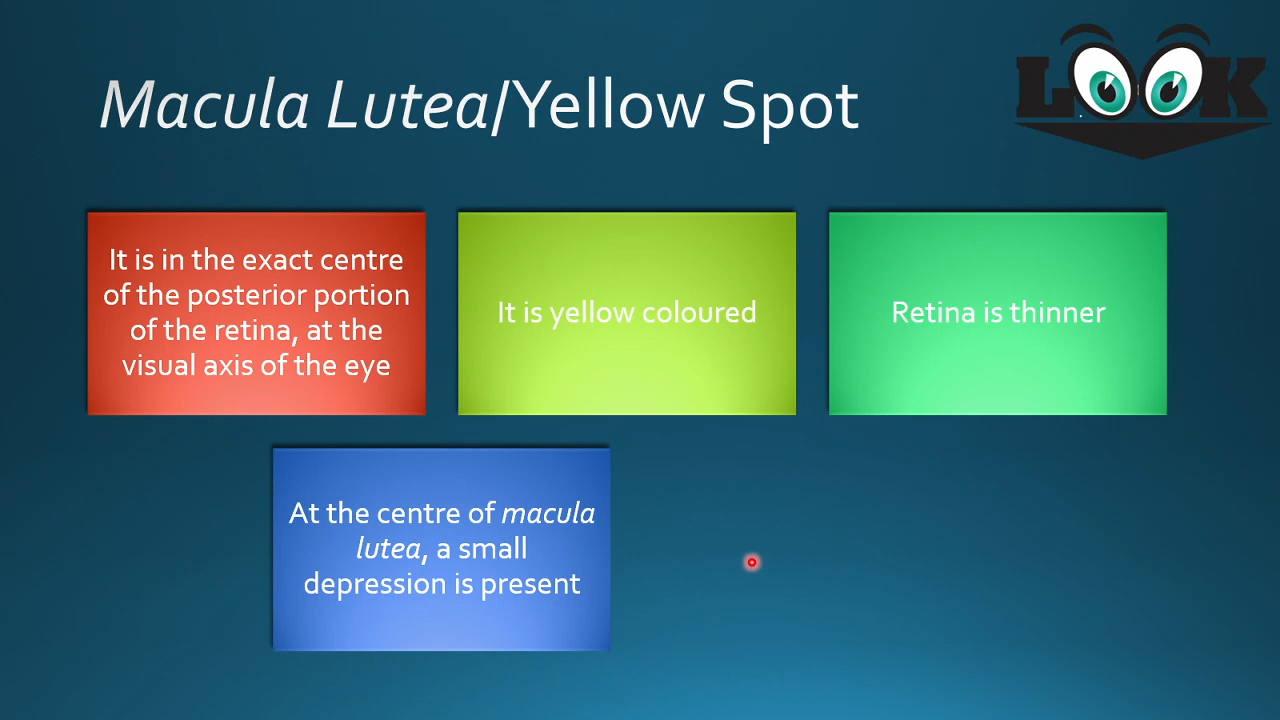 Macula Lutea/Yellow Spot
LOOK
It is in the exact centre
of the posterior portion
of the retina, at the
visual axis of the eye
It is yellow coloured
Retina is thinner
At the centre of macula
lutea, a small
depression is present